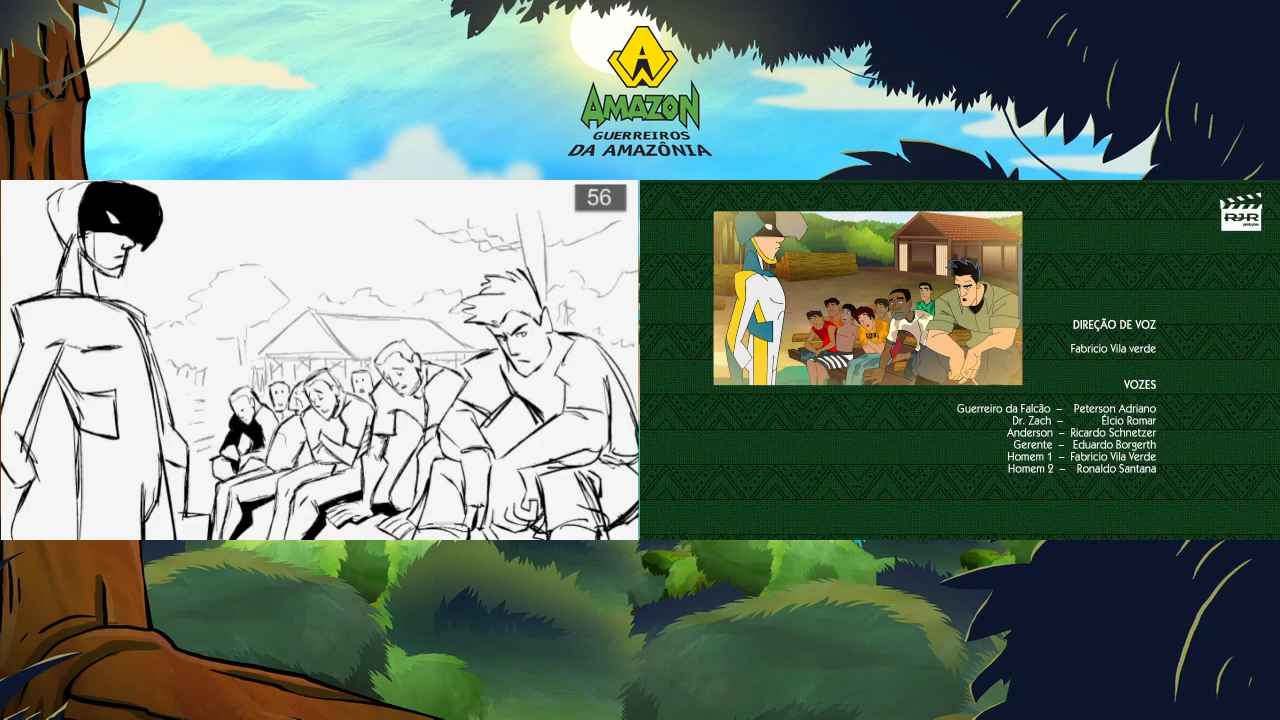 A
AMAZON
GUERREIROS
DA AMAZÔNIA
56
RJR
DIREÇÃO DE VOZ
Fabricio Vila verde
VOZES
Guerreiro da Falcão – Peterson Adriano
Dr. Zach – Élcio Romar
Anderson – Ricardo Schnetzer
Gerente – Eduardo Borgerth
Homem 1 – Fabricio Vila Verde
Homem 2 – Ronaldo Santana